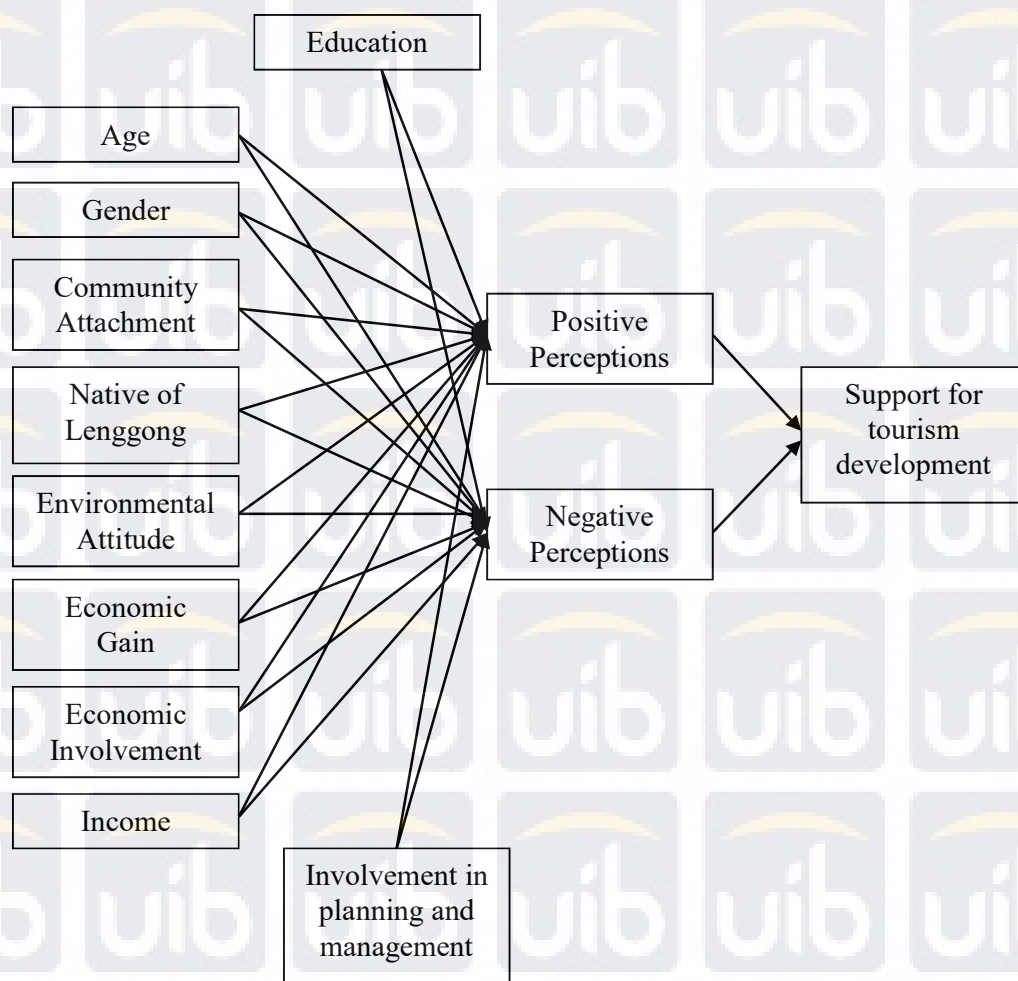 Education
Age
Gender
Community
Attachment
Native of
Lenggong
Environmental
Attitude
Economic
Gain
Economic
Involvement
Income
Involvement in
planning and
management
Positive
Perceptions
Negative
Perceptions
Support for
tourism
development
uib